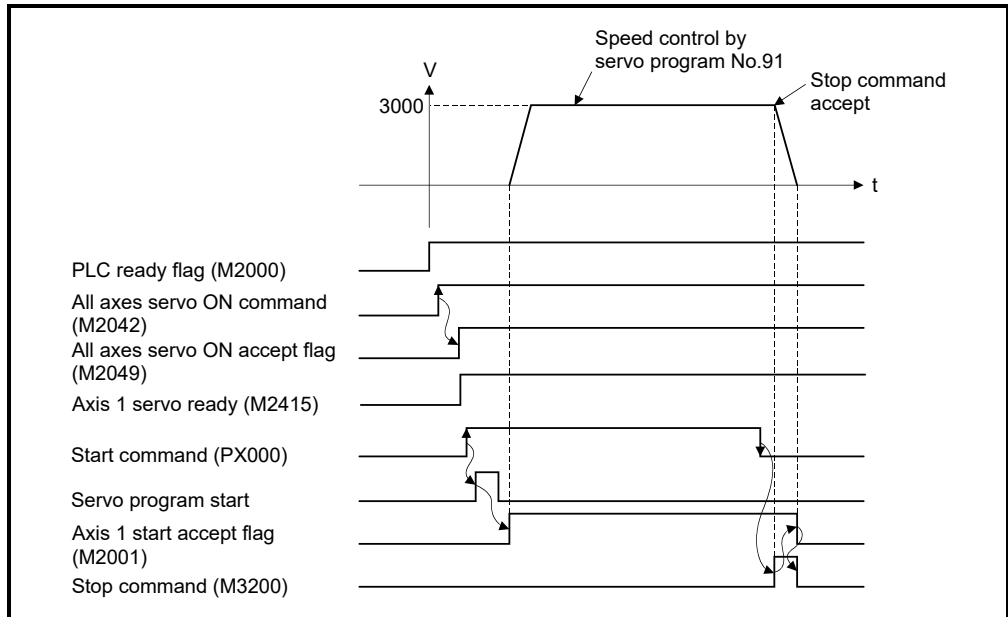 Speed control by
servo program No.91
Stop command
accept
V
3000
t
PLC ready flag (M2000)
All axes servo ON command
(M2042)
All axes servo ON accept flag
(M2049)
Axis 1 servo ready (M2415)
Start command (PX000)
Servo program start
Axis 1 start accept flag
(M2001)
Stop command (M3200)